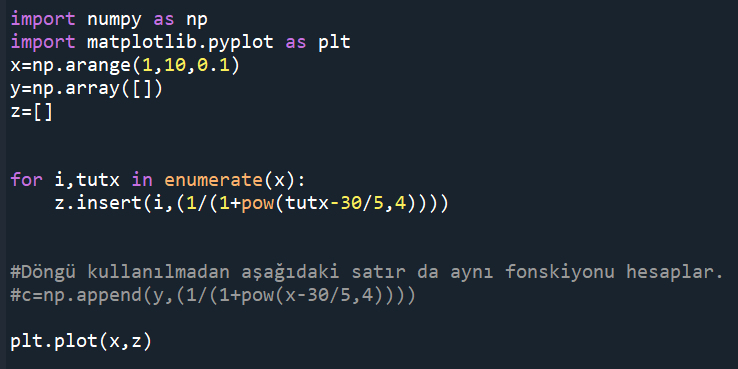 import numpy as np
import matplotlib.pyplot as plt
x=np.arange(1,10,0.1)
y=np.array([])
z=[]
for i,tutx in enumerate(x):
    z.insert(i,(1/(1+pow(tutx-30/5,4))))
#Döngü kullanılmadan aşağıdaki satır da aynı fonskiyonu hesaplar.
#c=np.append(y,(1/(1+pow(x-30/5,4))))
plt.plot(x,z)